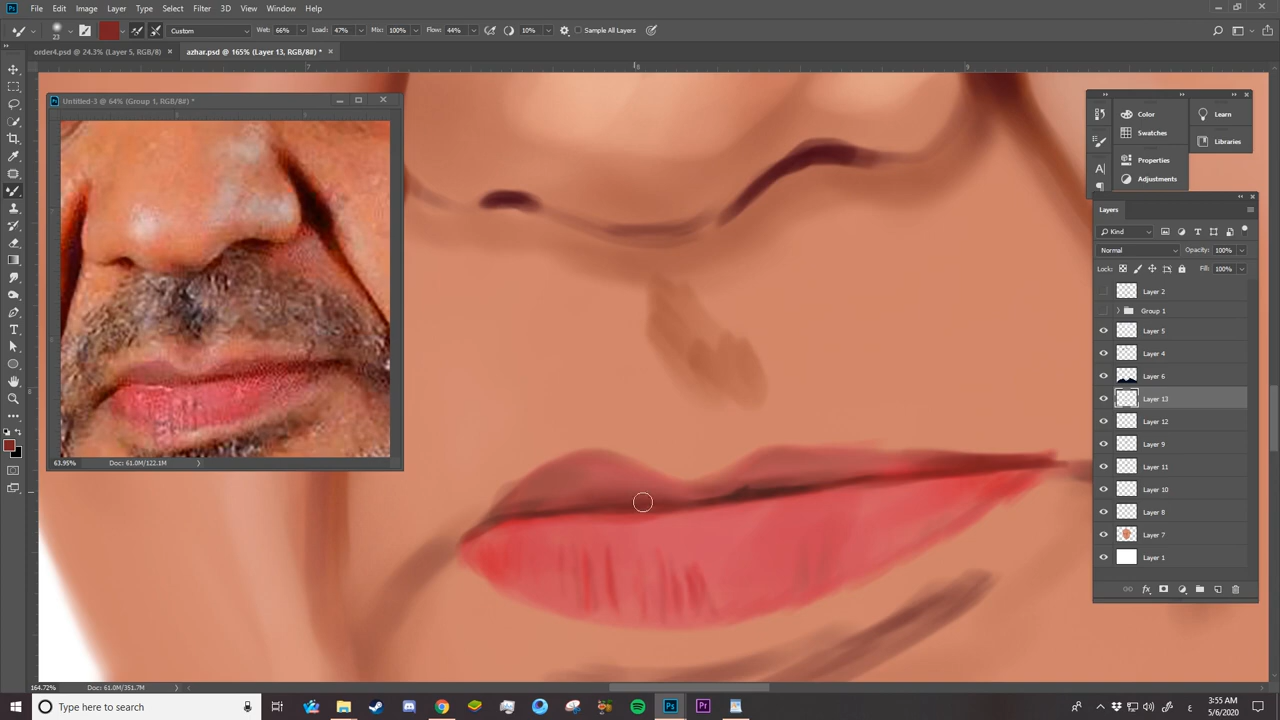 File Edit Image Layer Type Select Filter 3D View Window Help
23 Custom Wet: 66% Load: 47% Mix: 100% Flow: 44% 10% Sample All Layers
order4.psd @ 24.3% (Layer 5, RGB/8) × azhar.psd @ 165% (Layer 13, RGB/8#) * ×
7 8 9
Untitled-3 @ 64% (Group 1, RGB/8#) *
63.95% Doc: 61.0M/122.1M
Color
Swatches
Properties
Adjustments
Learn
Libraries
Layers
Kind
Normal Opacity: 100%
Lock: Fill: 100%
Layer 2
Group 1
Layer 5
Layer 4
Layer 6
Layer 13
Layer 12
Layer 9
Layer 11
Layer 10
Layer 8
Layer 7
Layer 1
fx
164.72% Doc: 61.0M/351.7M
Type here to search
3:55 AM
5/6/2020